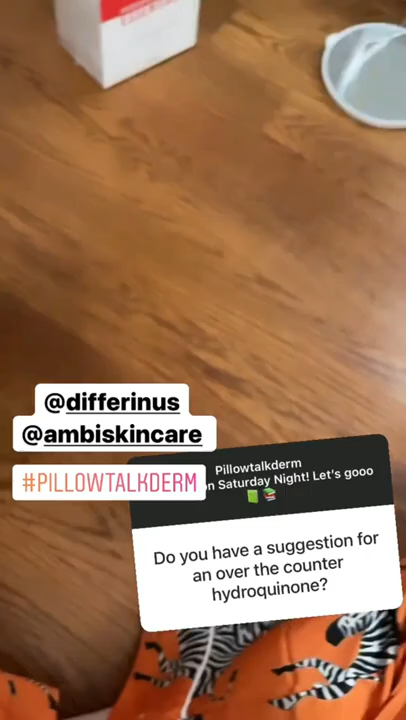 @differinus
@ambiskincare
#PILLOWTALKDERM
Pillowtalkderm
n Saturday Night! Let's gooo
Do you have a suggestion for
an over the counter
hydroquinone?